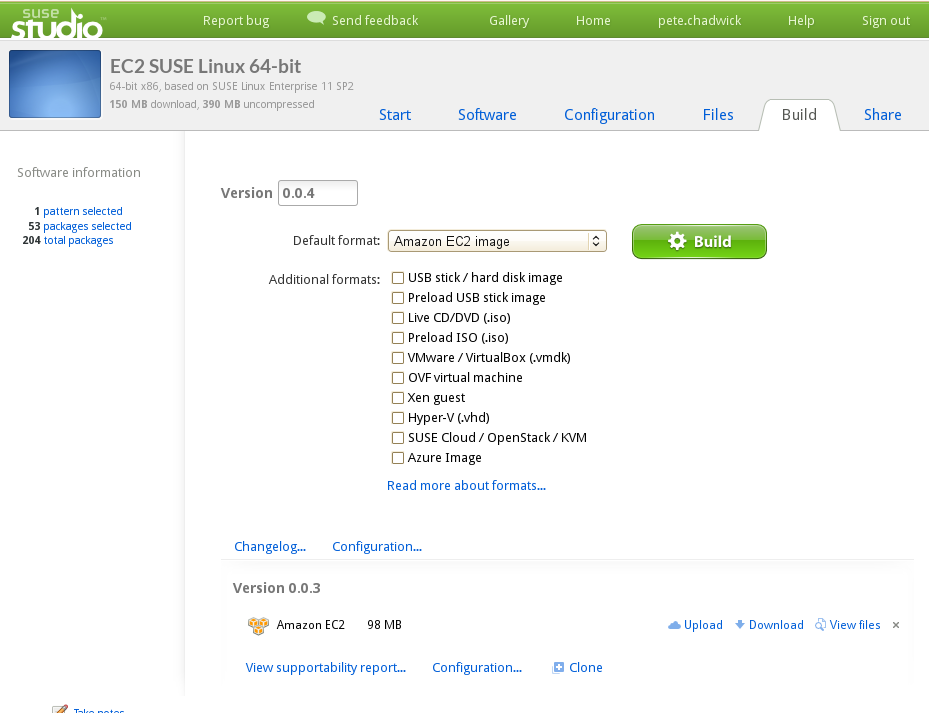 suse studio
Report bug Send feedback Gallery Home pete.chadwick Help Sign out
EC2 SUSE Linux 64-bit
64-bit x86, based on SUSE Linux Enterprise 11 SP2
150 MB download, 390 MB uncompressed
Start Software Configuration Files Build Share
Software information
1 pattern selected
53 packages selected
204 total packages
Version 0.0.4
Default format: Amazon EC2 image Build
Additional formats: USB stick / hard disk image
Preload USB stick image
Live CD/DVD (.iso)
Preload ISO (.iso)
VMware / VirtualBox (.vmdk)
OVF virtual machine
Xen guest
Hyper-V (.vhd)
SUSE Cloud / OpenStack / KVM
Azure Image
Read more about formats...
Changelog... Configuration...
Version 0.0.3
Amazon EC2 98 MB Upload Download View files ×
View supportability report... Configuration... Clone
Take notes